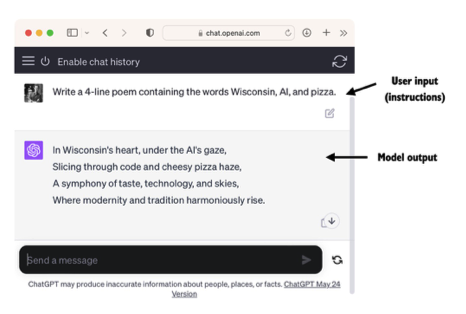 chat.openai.com
Enable chat history
Write a 4-line poem containing the words Wisconsin, AI, and pizza.
User input
(instructions)
In Wisconsin's heart, under the AI's gaze,
Slicing through code and cheesy pizza haze,
A symphony of taste, technology, and skies,
Where modernity and tradition harmoniously rise.
Model output
Send a message
ChatGPT may produce inaccurate information about people, places, or facts. ChatGPT May 24
Version